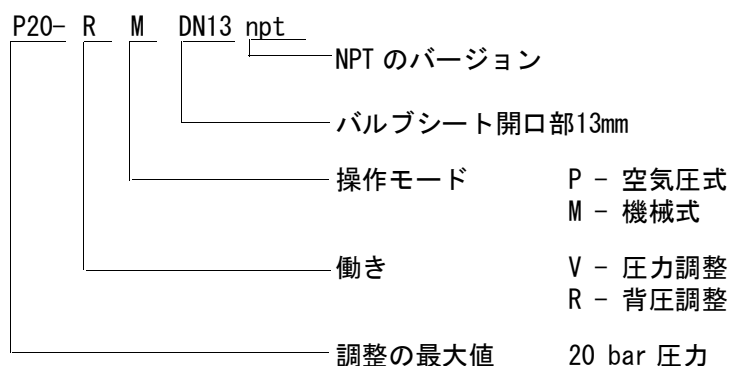 P20- R M DN13 npt
NPT のバージョン
バルブシート開口部13mm
操作モード P - 空気圧式
M - 機械式
働き V - 圧力調整
R - 背圧調整
調整の最大値 20 bar 圧力